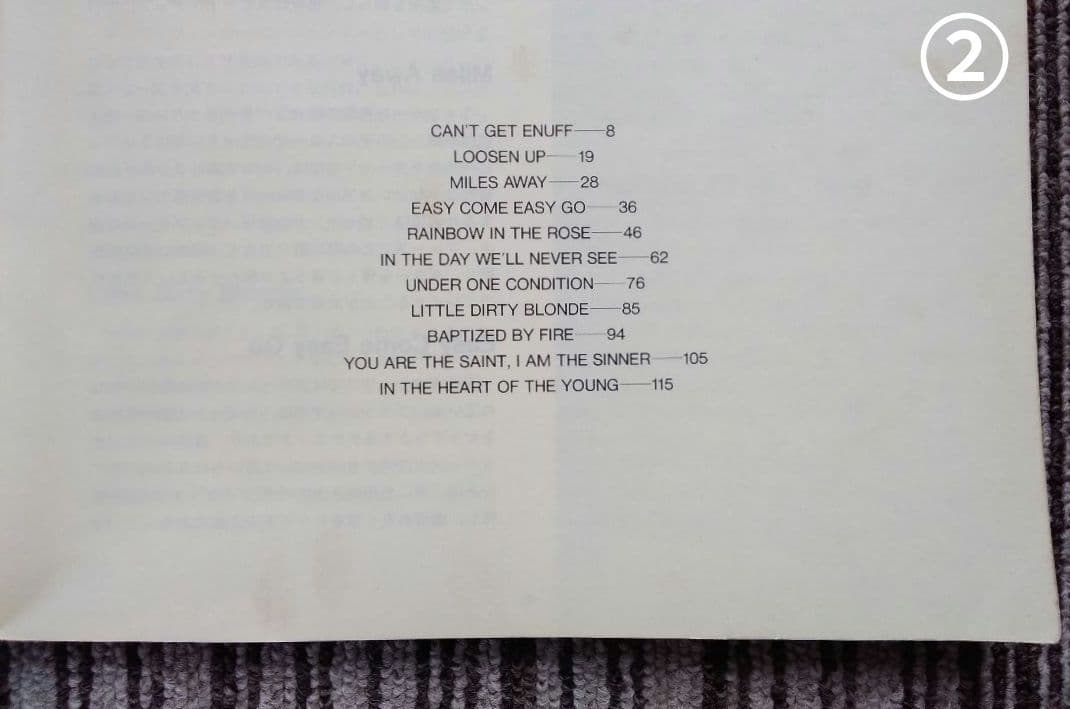 ②
CAN'T GET ENUFF——8
LOOSEN UP——19
MILES AWAY——28
EASY COME EASY GO——36
RAINBOW IN THE ROSE——46
IN THE DAY WE'LL NEVER SEE——62
UNDER ONE CONDITION——76
LITTLE DIRTY BLONDE——85
BAPTIZED BY FIRE——94
YOU ARE THE SAINT, I AM THE SINNER——105
IN THE HEART OF THE YOUNG——115